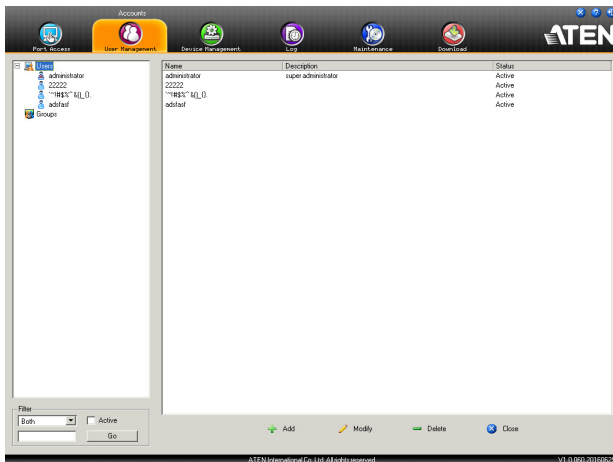 Accounts
Port Access User Management Device Management Log Maintenance Download
ATEN
Users
administrator
22222
adsfasf
Groups
Name Description Status
administrator super administrator Active
22222 Active
Active
adsfasf Active
Filter
Both Active
Go
Add Modify Delete Close
ATEN International Co. Ltd. All rights reserved.